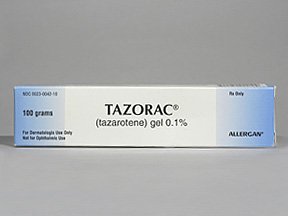 NDC 0023-0042-10
Rx Only
100 grams
TAZORAC®
(tazarotene) gel 0.1%
For Dermatologic Use Only
Not for Ophthalmic Use
ALLERGAN®